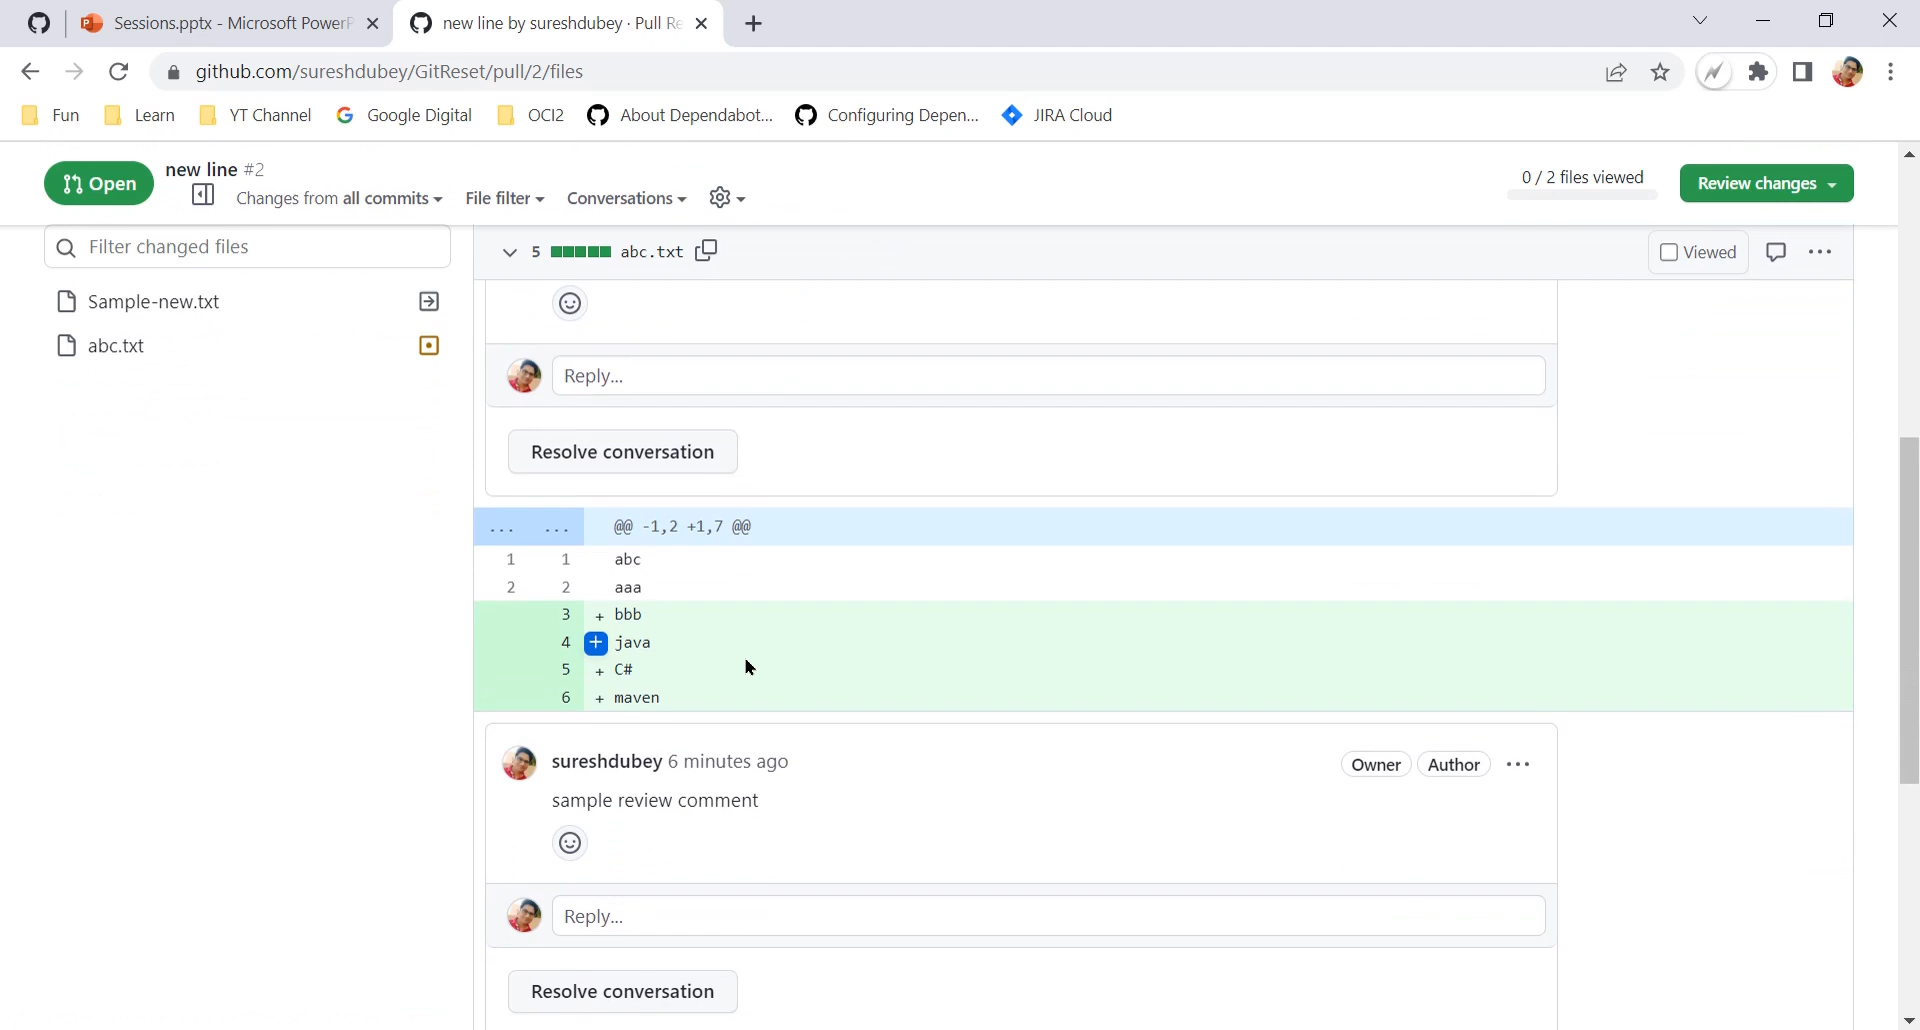 Sessions.pptx - Microsoft PowerP
new line by sureshdubey · Pull Re
github.com/sureshdubey/GitReset/pull/2/files
Fun Learn YT Channel Google Digital OCI2 About Dependabot... Configuring Depen... JIRA Cloud
Open
new line #2
Changes from all commits File filter Conversations
0 / 2 files viewed
Review changes
Filter changed files
Sample-new.txt
abc.txt
5 abc.txt
Viewed
Reply...
Resolve conversation
... ... @@ -1,2 +1,7 @@
1 1 abc
2 2 aaa
3 + bbb
4 + java
5 + C#
6 + maven
sureshdubey 6 minutes ago Owner Author
sample review comment
Reply...
Resolve conversation